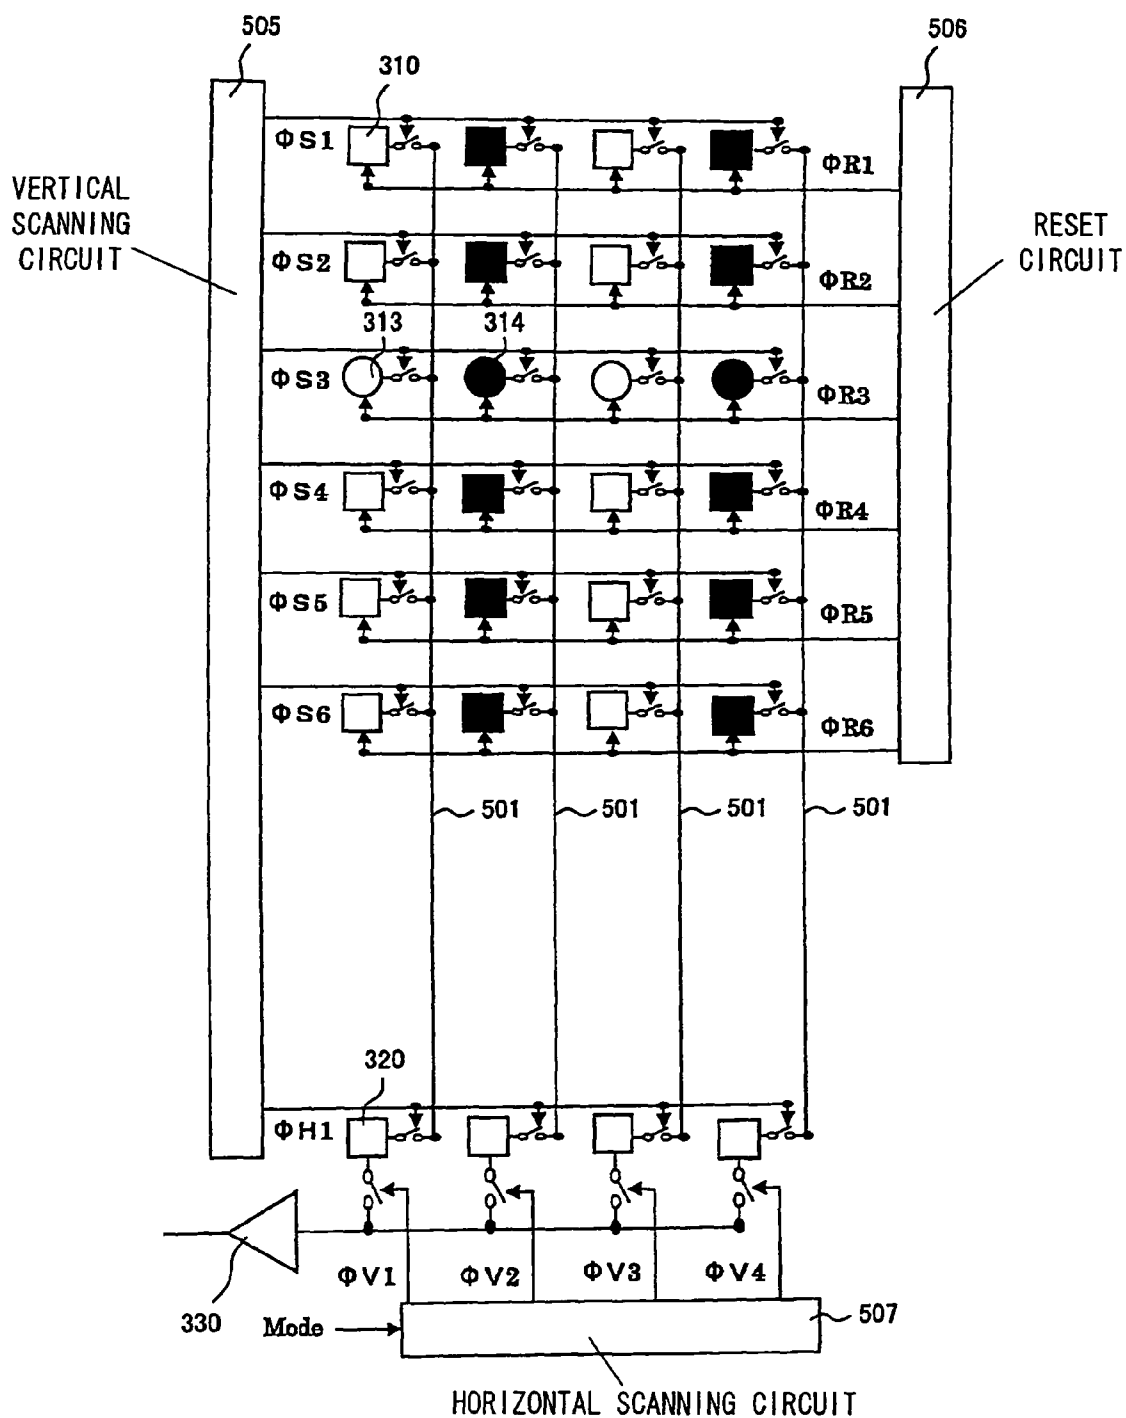 505
506
310
ΦS1
ΦR1
VERTICAL
SCANNING
CIRCUIT
RESET
CIRCUIT
ΦS2
ΦR2
313
314
ΦS3
ΦR3
ΦS4
ΦR4
ΦS5
ΦR5
ΦS6
ΦR6
501
501
501
501
320
ΦH1
ΦV1
ΦV2
ΦV3
ΦV4
330
Mode
507
HORIZONTAL SCANNING CIRCUIT